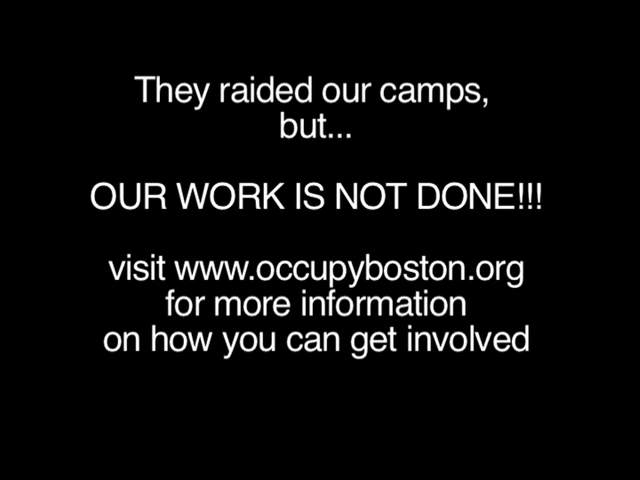 They raided our camps,
but...
OUR WORK IS NOT DONE!!!
visit www.occupyboston.org
for more information
on how you can get involved